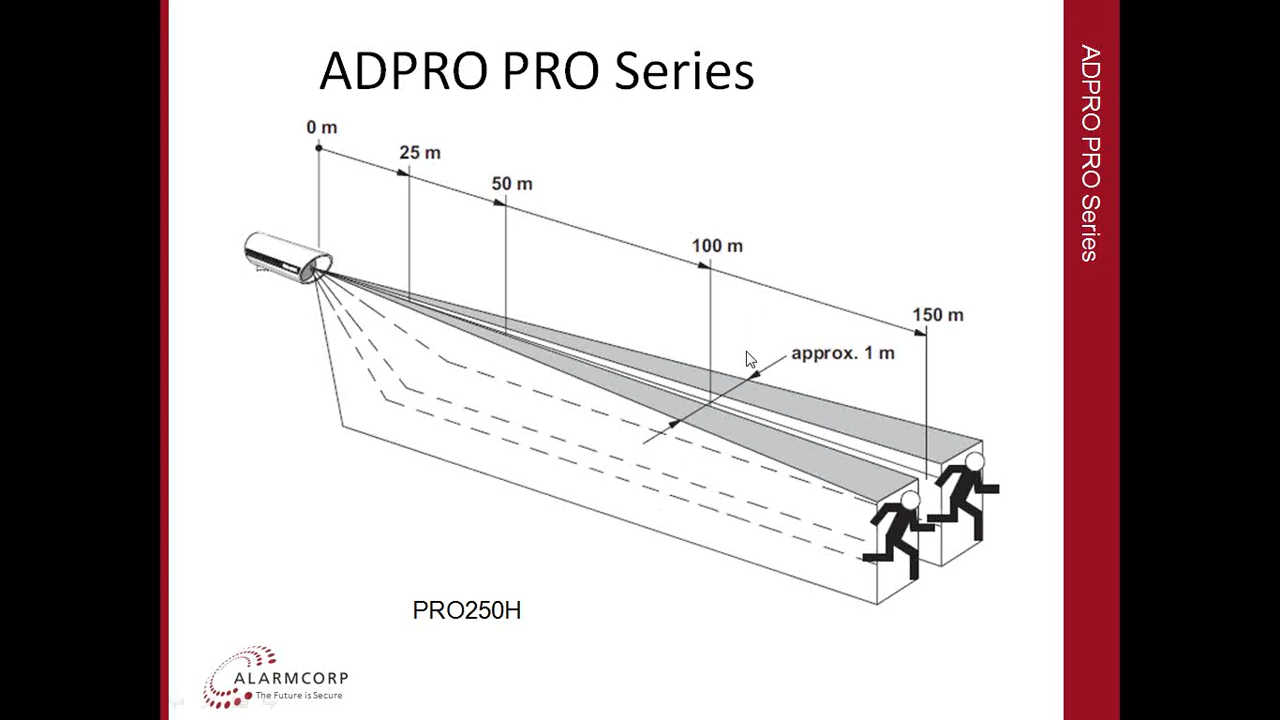 ADPRO PRO Series
ADPRO PRO Series
0 m
25 m
50 m
100 m
150 m
approx. 1 m
PRO250H
ALARMCORP
The Future is Secure